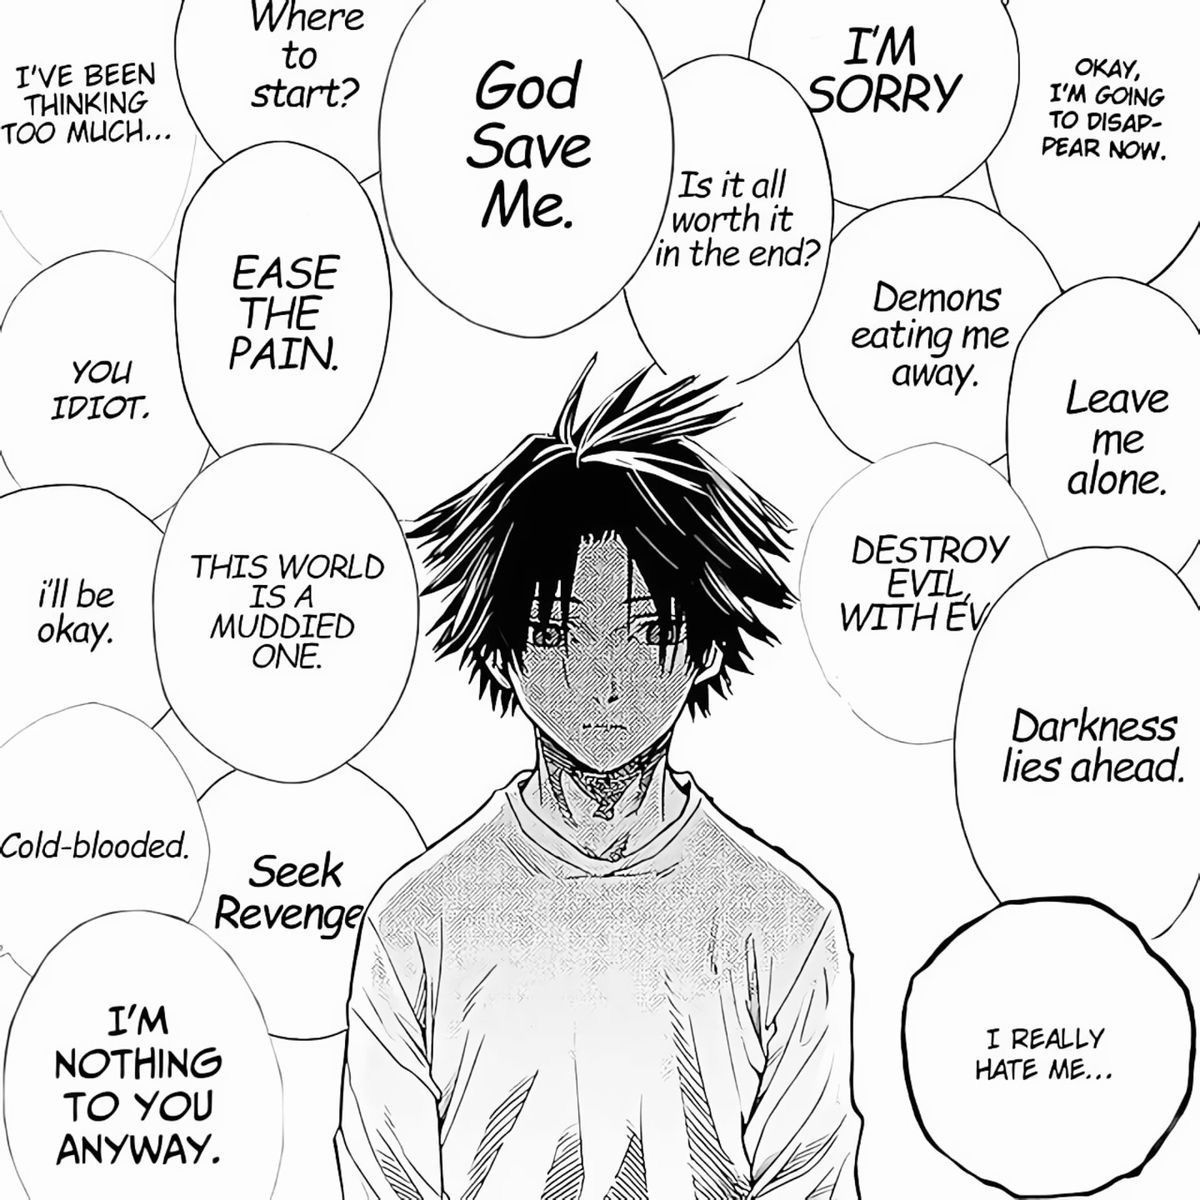 Where
to
start?
I'VE BEEN
THINKING
TOO MUCH...
God
Save
Me.
I'M
SORRY
OKAY,
I'M GOING
TO DISAP-
PEAR NOW.
Is it all
worth it
in the end?
EASE
THE
PAIN.
Demons
eating me
away.
YOU
IDIOT.
Leave
me
alone.
THIS WORLD
IS A
MUDDIED
ONE.
DESTROY
EVIL,
WITH EV
i'll be
okay.
Darkness
lies ahead.
Cold-blooded.
Seek
Revenge
I'M
NOTHING
TO YOU
ANYWAY.
I REALLY
HATE ME...